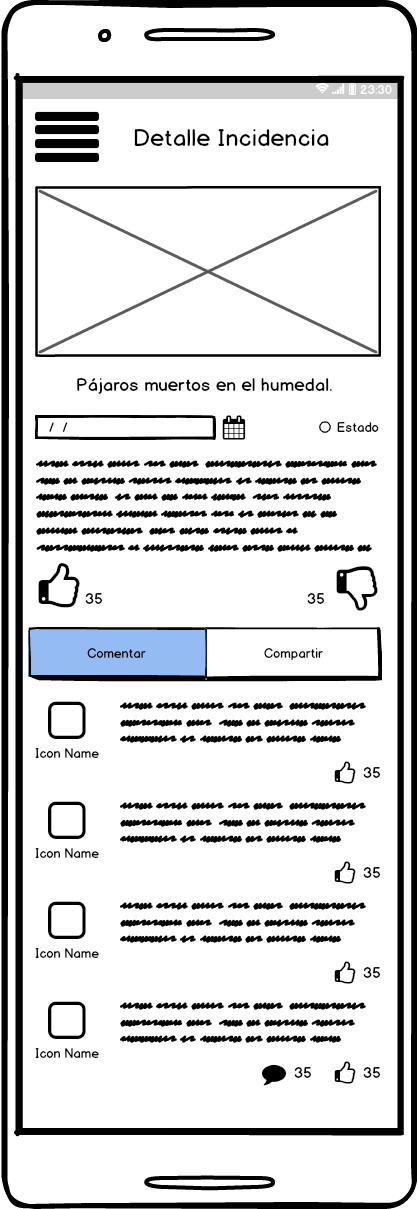 23:30
Detalle Incidencia
Pájaros muertos en el humedal.
/ /
Estado
35
35
Comentar
Compartir
Icon Name
35
Icon Name
35
Icon Name
35
Icon Name
35
35